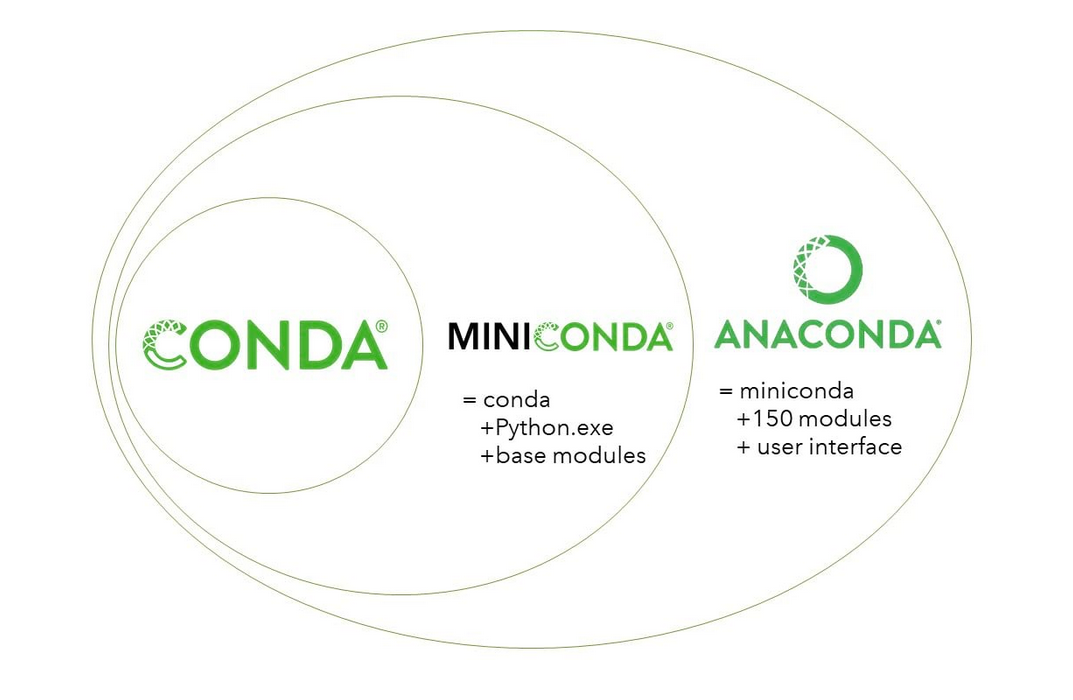 CONDA®
MINICONDA®
= conda
+Python.exe
+base modules
ANACONDA®
= miniconda
+150 modules
+ user interface